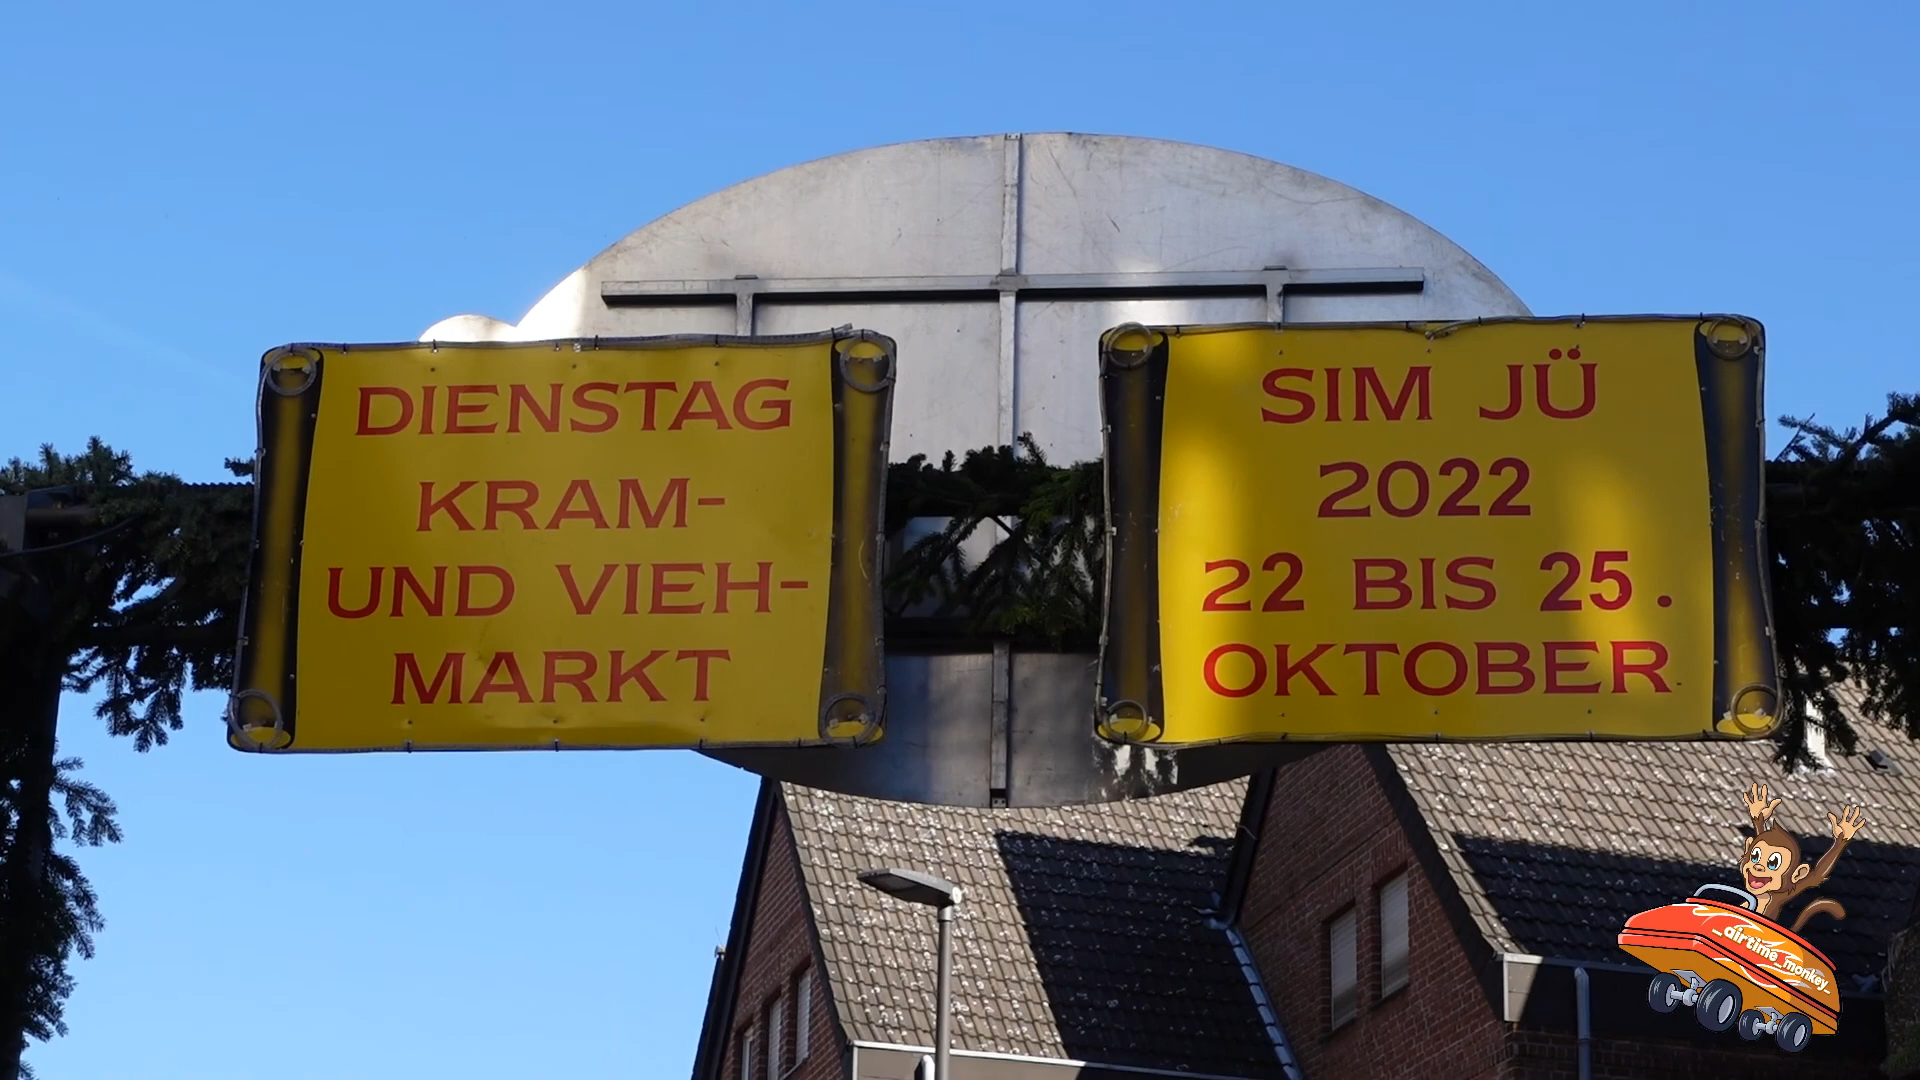 DIENSTAG
KRAM-
UND VIEH-
MARKT
SIM JÜ
2022
22 BIS 25.
OKTOBER
_airtime_monkey_